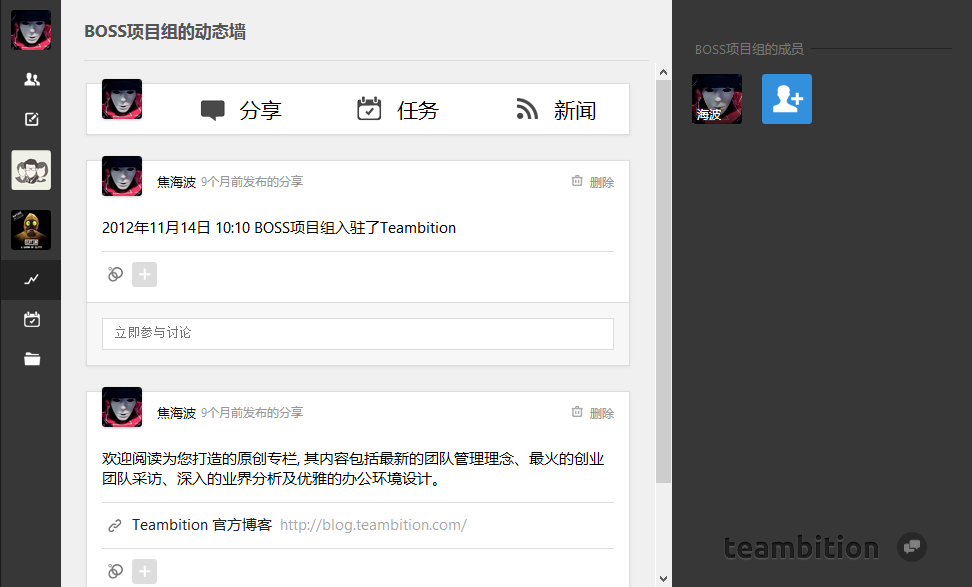 BOSS项目组的动态墙
分享 任务 新闻
焦海波 9个月前发布的分享 删除
2012年11月14日 10:10 BOSS项目组入驻了Teambition
立即参与讨论
焦海波 9个月前发布的分享 删除
欢迎阅读为您打造的原创专栏, 其内容包括最新的团队管理理念、最火的创业
团队采访、深入的业界分析及优雅的办公环境设计。
Teambition 官方博客 http://blog.teambition.com/
BOSS项目组的成员
海波
teambition